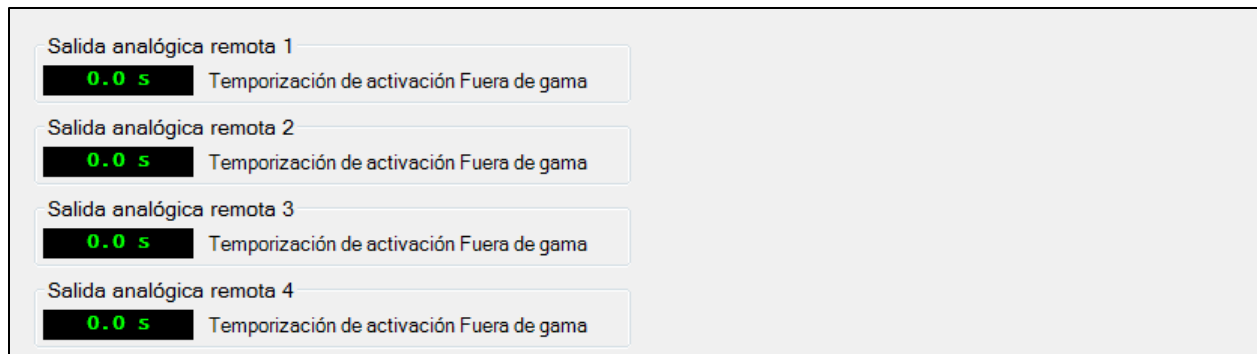 Salida analógica remota 1
0.0 s Temporización de activación Fuera de gama
Salida analógica remota 2
0.0 s Temporización de activación Fuera de gama
Salida analógica remota 3
0.0 s Temporización de activación Fuera de gama
Salida analógica remota 4
0.0 s Temporización de activación Fuera de gama